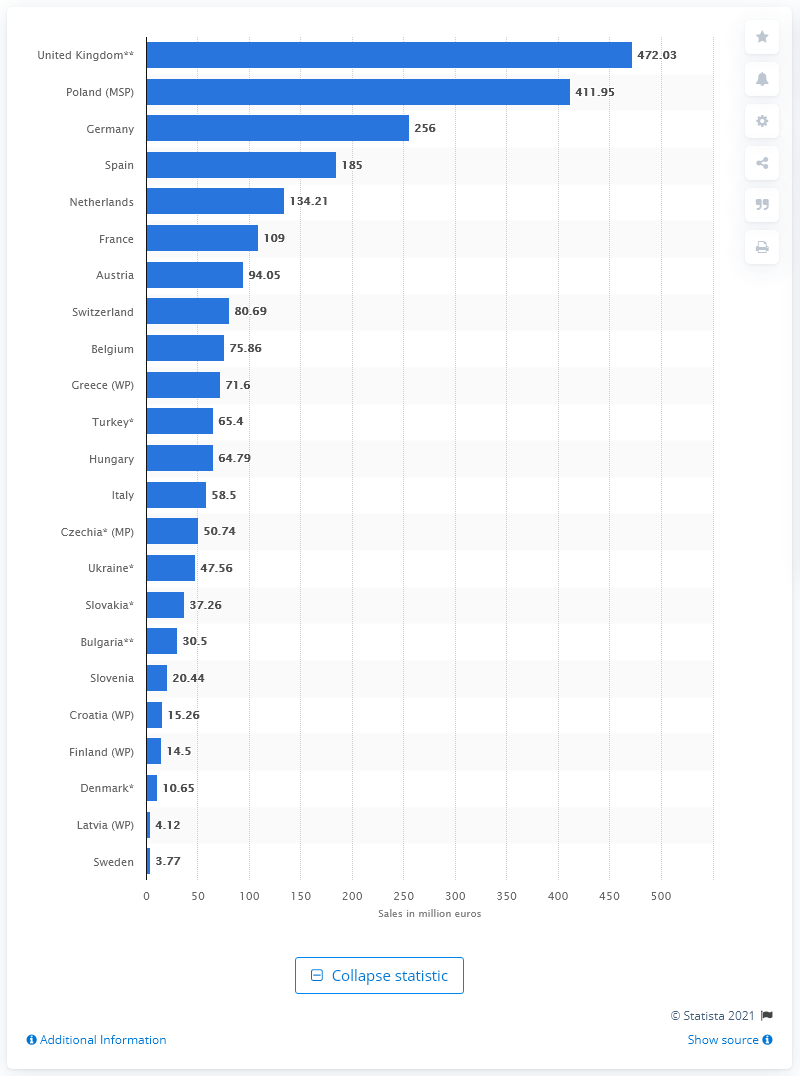 United Kingdom** 472.03
Poland (MSP) 411.95
Germany 256
Spain 185
Netherlands 134.21
France 109
Austria 94.05
Switzerland 80.69
Belgium 75.86
Greece (WP) 71.6
Turkey* 65.4
Hungary 64.79
Italy 58.5
Czechia* (MP) 50.74
Ukraine* 47.56
Slovakia* 37.26
Bulgaria** 30.5
Slovenia 20.44
Croatia (WP) 15.26
Finland (WP) 14.5
Denmark* 10.65
Latvia (WP) 4.12
Sweden 3.77
0 50 100 150 200 250 300 350 400 450 500
Sales in million euros
Collapse statistic
© Statista 2021
Additional Information Show source